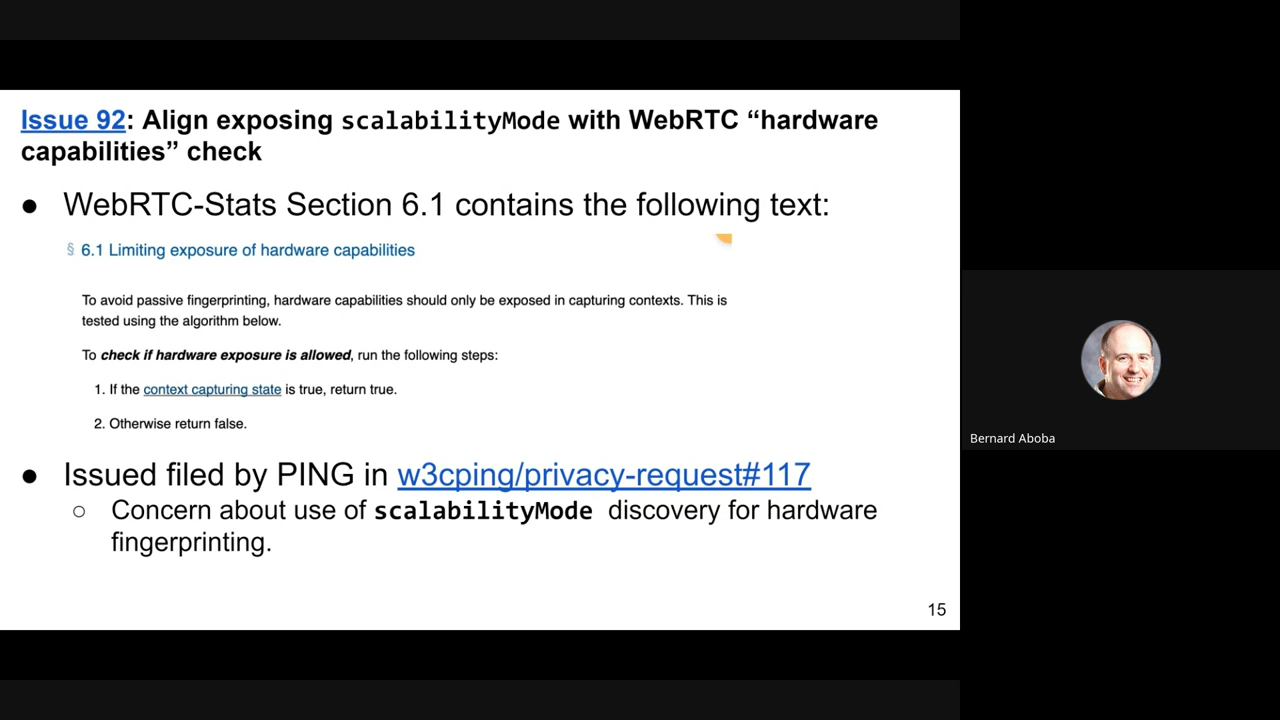 Issue 92: Align exposing scalabilityMode with WebRTC “hardware
capabilities” check
● WebRTC-Stats Section 6.1 contains the following text:
§ 6.1 Limiting exposure of hardware capabilities
To avoid passive fingerprinting, hardware capabilities should only be exposed in capturing contexts. This is
tested using the algorithm below.
To check if hardware exposure is allowed, run the following steps:
1. If the context capturing state is true, return true.
2. Otherwise return false.
● Issued filed by PING in w3cping/privacy-request#117
○ Concern about use of scalabilityMode discovery for hardware
fingerprinting.
15
Bernard Aboba